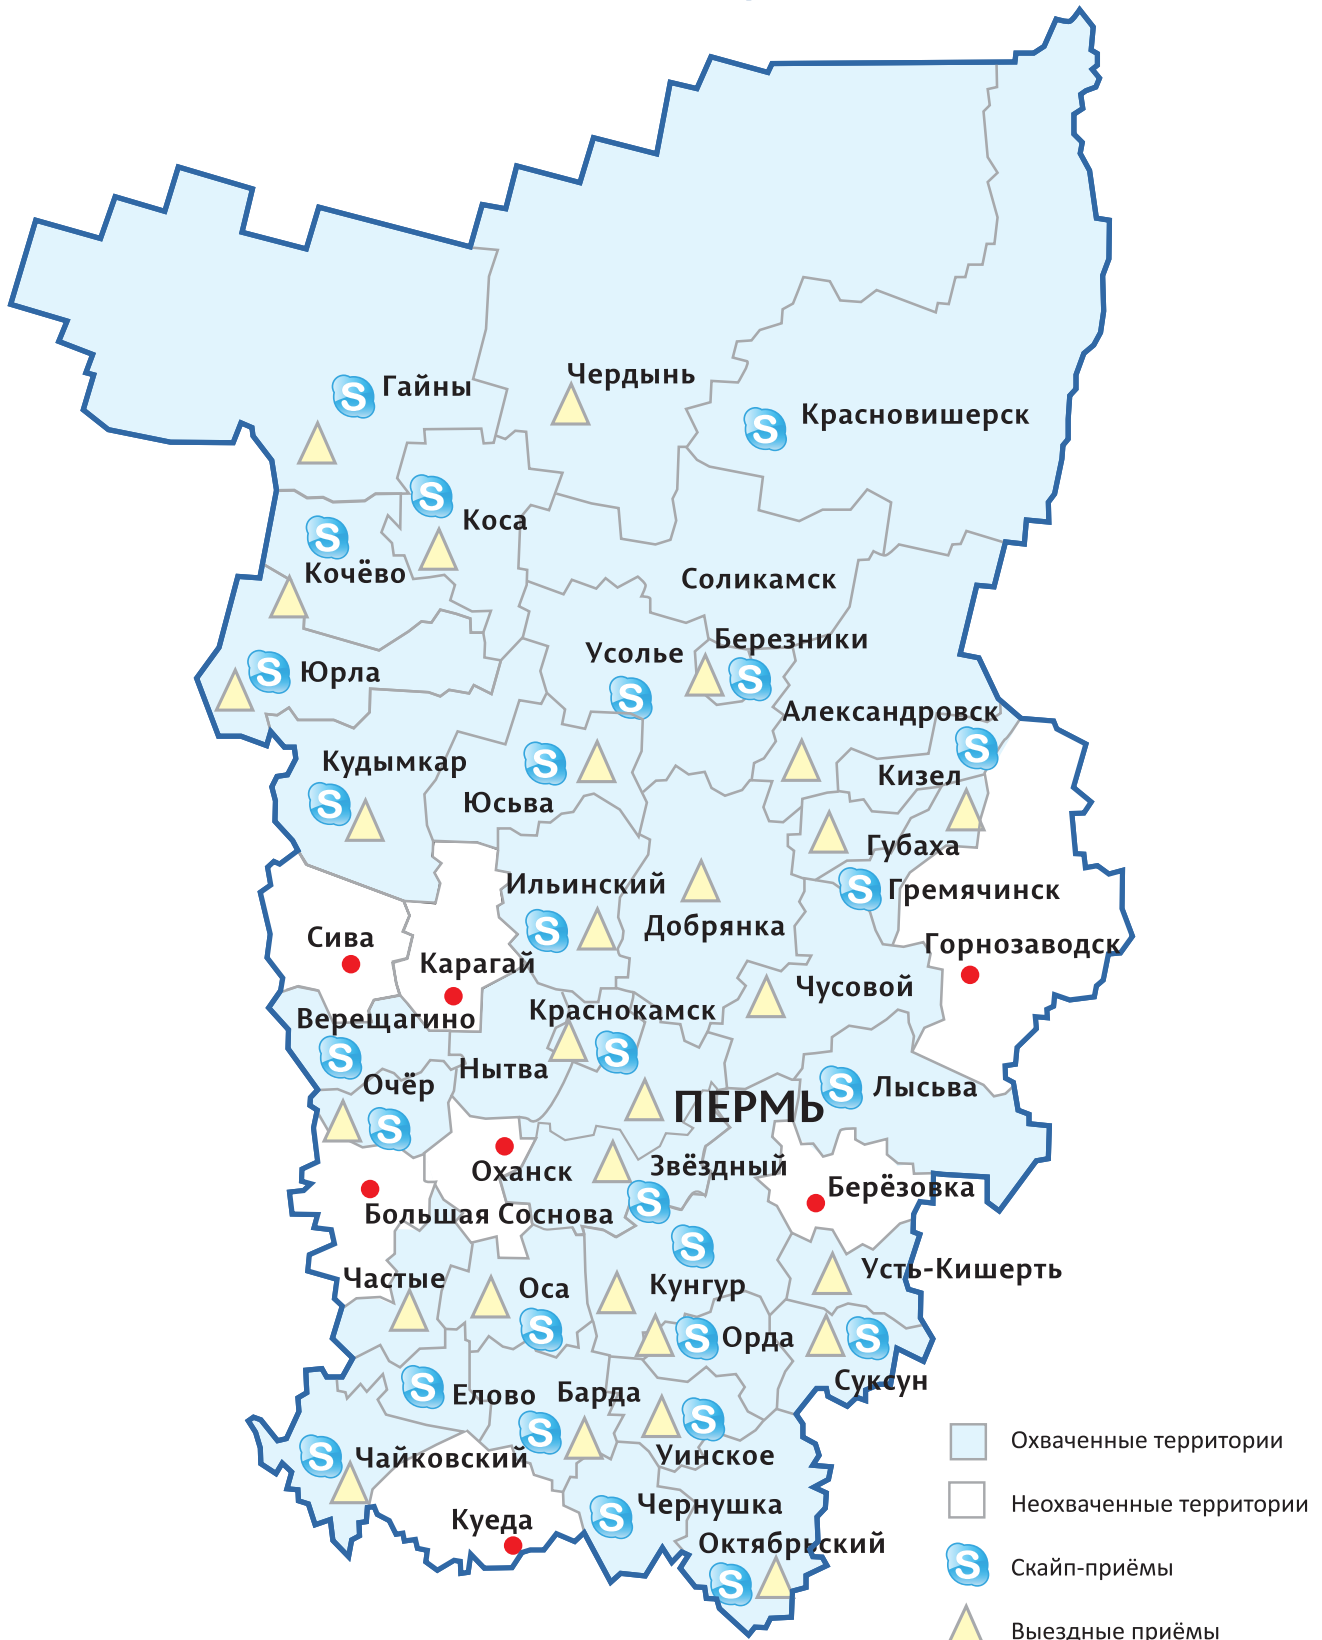 Гайны
Чердынь
Красновишерск
Коса
Кочёво
Соликамск
Березники
Усолье
Юрла
Александровск
Кудымкар
Кизел
Юсьва
Губаха
Ильинский
Гремячинск
Добрянка
Сива
Горнозаводск
Карагай
Чусовой
Краснокамск
Верещагино
Нытва
Очёр
Лысьва
ПЕРМЬ
Звёздный
Оханск
Берёзовка
Большая Соснова
Усть-Кишерть
Частые
Оса
Кунгур
Орда
Суксун
Елово
Барда
Уинское
Чайковский
Чернушка
Куеда
Октябрьский
Охваченные территории
Неохваченные территории
Скайп-приёмы
Выездные приёмы